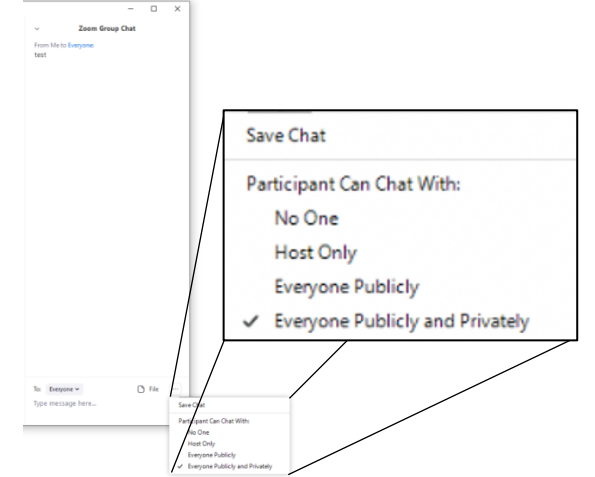 Zoom Group Chat
From Me to Everyone:
test
Save Chat
Participant Can Chat With:
No One
Host Only
Everyone Publicly
✓ Everyone Publicly and Privately
To: Everyone File ...
Type message here...
Save Chat
Participant Can Chat With:
No One
Host Only
Everyone Publicly
✓ Everyone Publicly and Privately